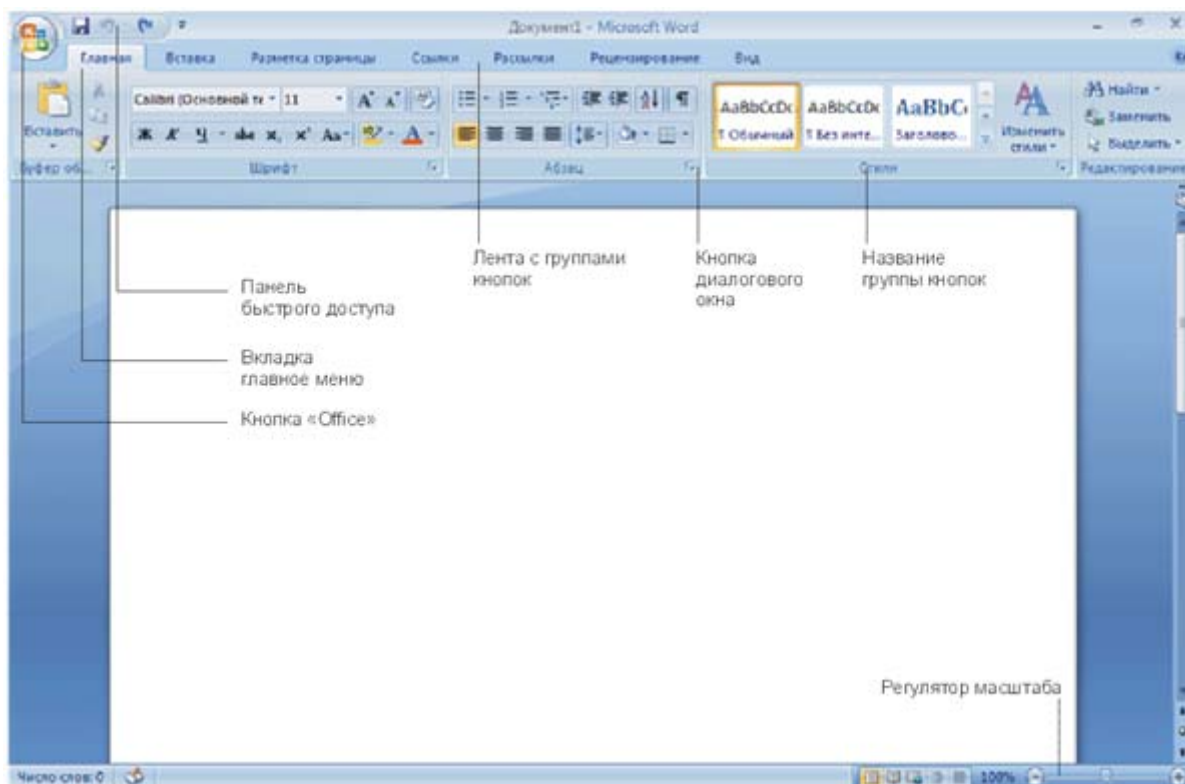 Документ1 - Microsoft Word
Главная Вставка Разметка страницы Ссылки Рассылки Рецензирование Вид
Calibri (Основной те 11
Вставить
Ж К Ч abc x, x' Aa A
AaBbCcDc AaBbCcDc AaBbC
¶ Обычный ¶ Без инте... Заголово...
Изменить
стили
Найти
Заменить
Выделить
Буфер об... Шрифт Абзац Стили Редактирование
Лента с группами
кнопок
Кнопка
диалогового
окна
Название
группы кнопок
Панель
быстрого доступа
Вкладка
главное меню
Кнопка «Office»
Регулятор масштаба
Число слов: 0
100%